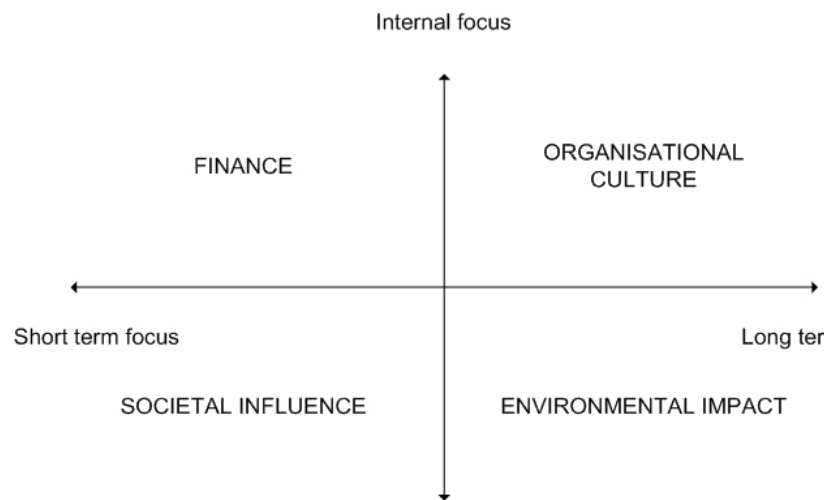 Internal focus
FINANCE
ORGANISATIONAL
CULTURE
Short term focus
Long ter
SOCIETAL INFLUENCE
ENVIRONMENTAL IMPACT